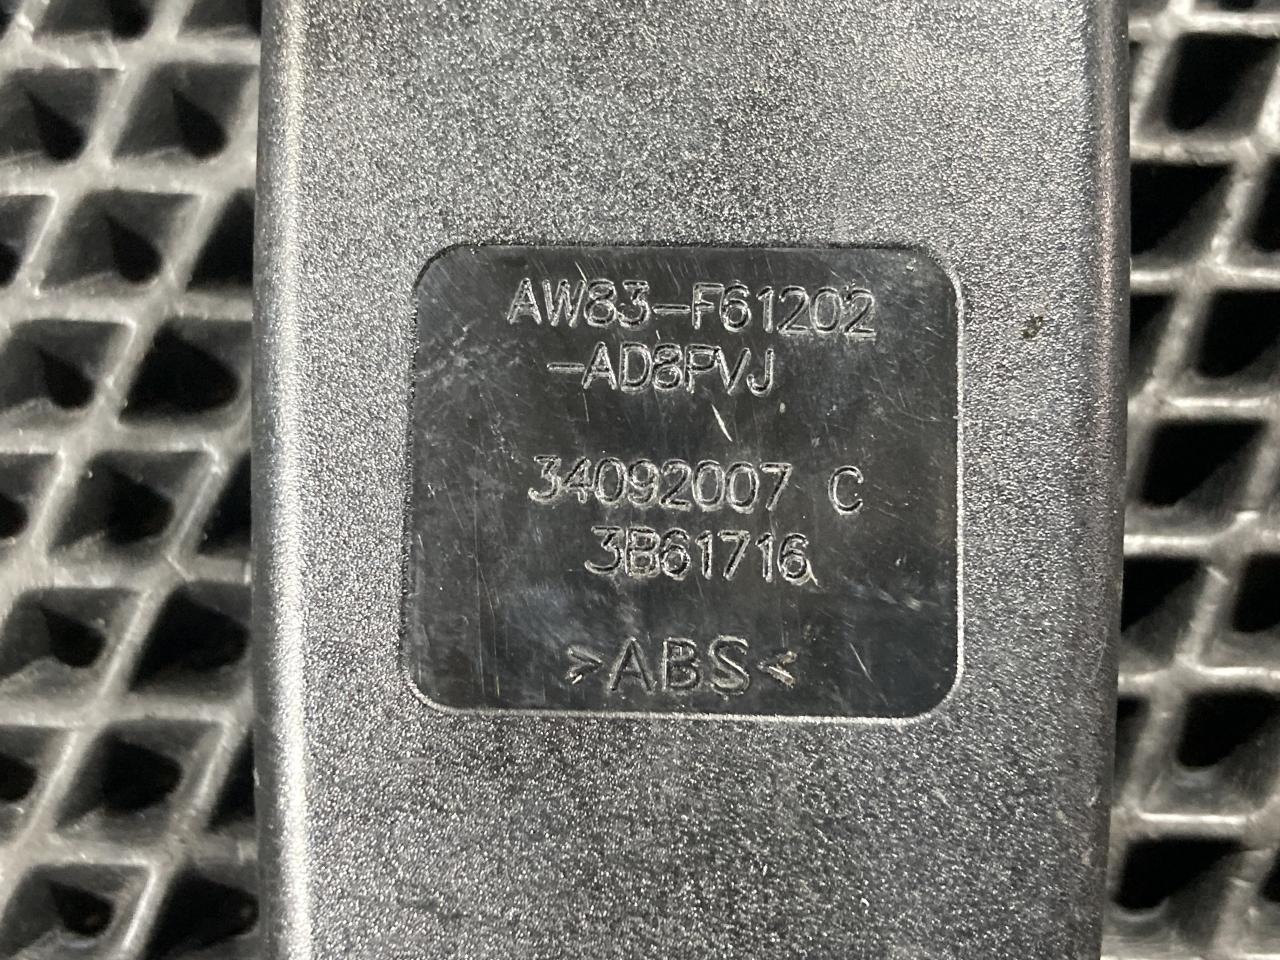 AW83-F61202
-AD8PVJ
34092007 C
3B61716
>ABS<